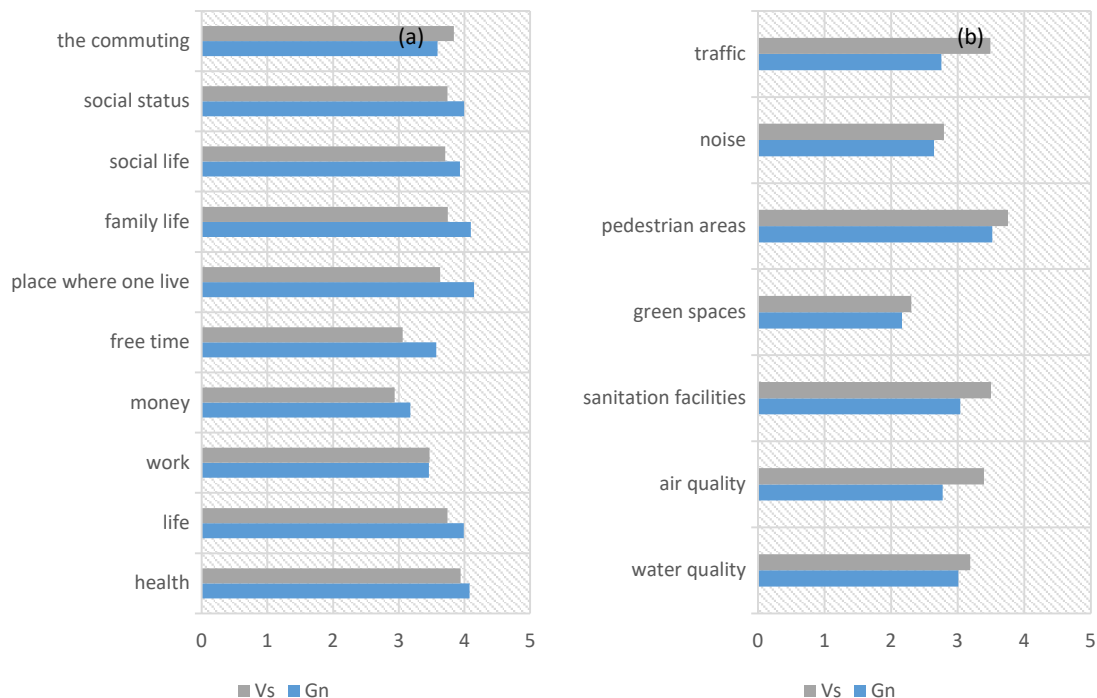 (a)
the commuting
social status
social life
family life
place where one live
free time
money
work
life
health
0 1 2 3 4 5
Vs Gn
(b)
traffic
noise
pedestrian areas
green spaces
sanitation facilities
air quality
water quality
0 1 2 3 4 5
Vs Gn